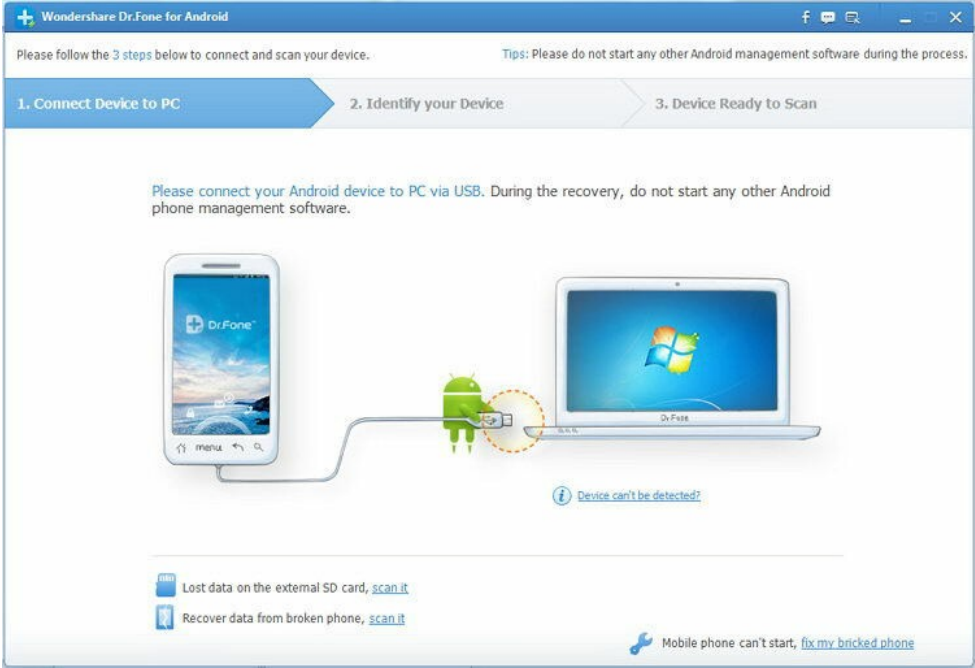 Wondershare Dr.Fone for Android
Please follow the 3 steps below to connect and scan your device.
Tips: Please do not start any other Android management software during the process.
1. Connect Device to PC
2. Identify your Device
3. Device Ready to Scan
Please connect your Android device to PC via USB. During the recovery, do not start any other Android
phone management software.
Dr.Fone™
menu
Dr.Fone
Device can't be detected?
Lost data on the external SD card, scan it
Recover data from broken phone, scan it
Mobile phone can't start, fix my bricked phone